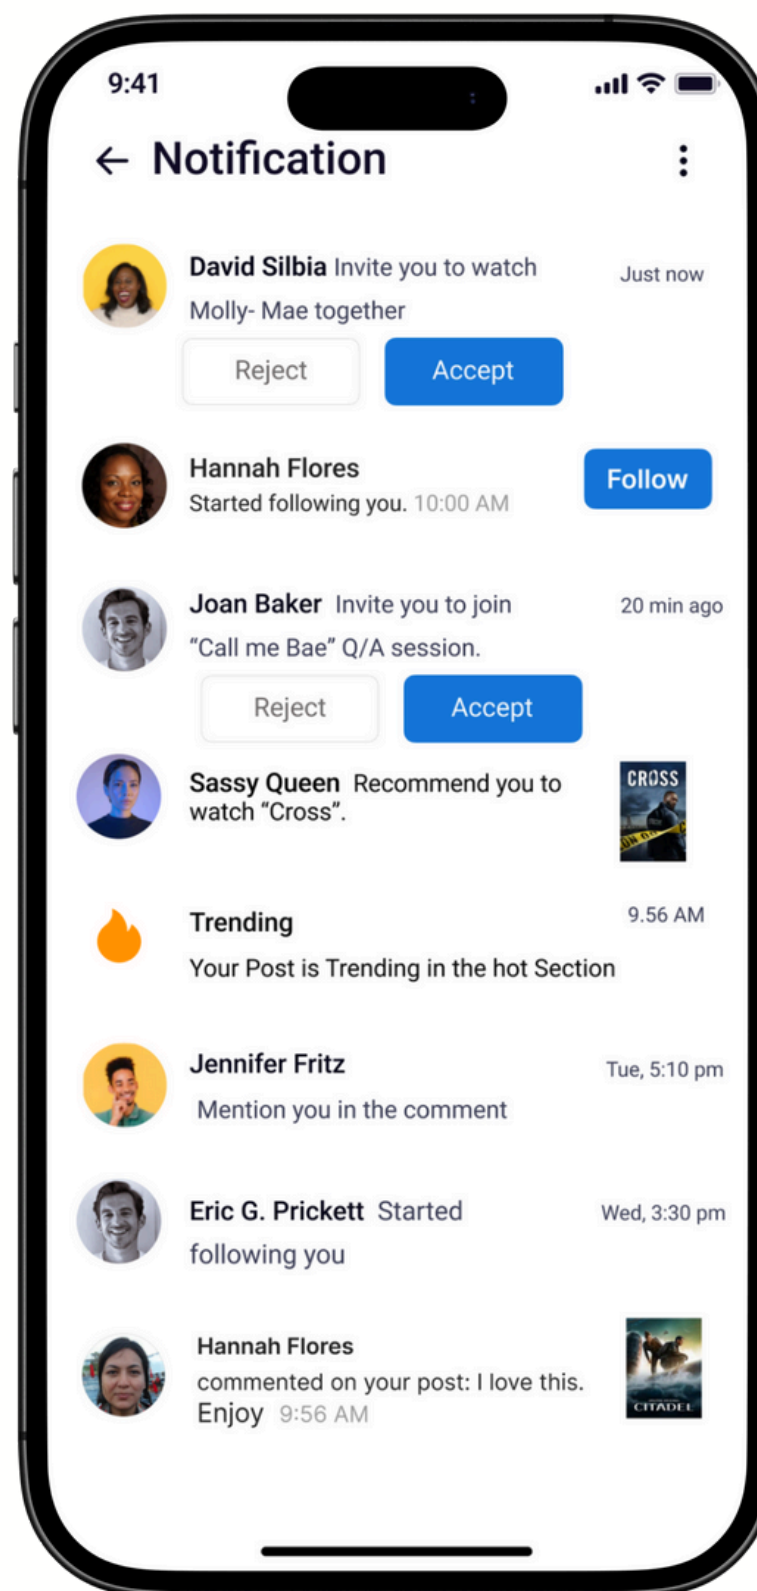 9:41
Notification
David Silbia Invite you to watch
Just now
Molly- Mae together
Reject
Accept
Hannah Flores
Follow
Started following you. 10:00 AM
Joan Baker Invite you to join
20 min ago
“Call me Bae” Q/A session.
Reject
Accept
Sassy Queen Recommend you to
watch “Cross”.
CROSS
Trending
9.56 AM
Your Post is Trending in the hot Section
Jennifer Fritz
Tue, 5:10 pm
Mention you in the comment
Eric G. Prickett Started
Wed, 3:30 pm
following you
Hannah Flores
commented on your post: I love this.
Enjoy 9:56 AM
CITADEL